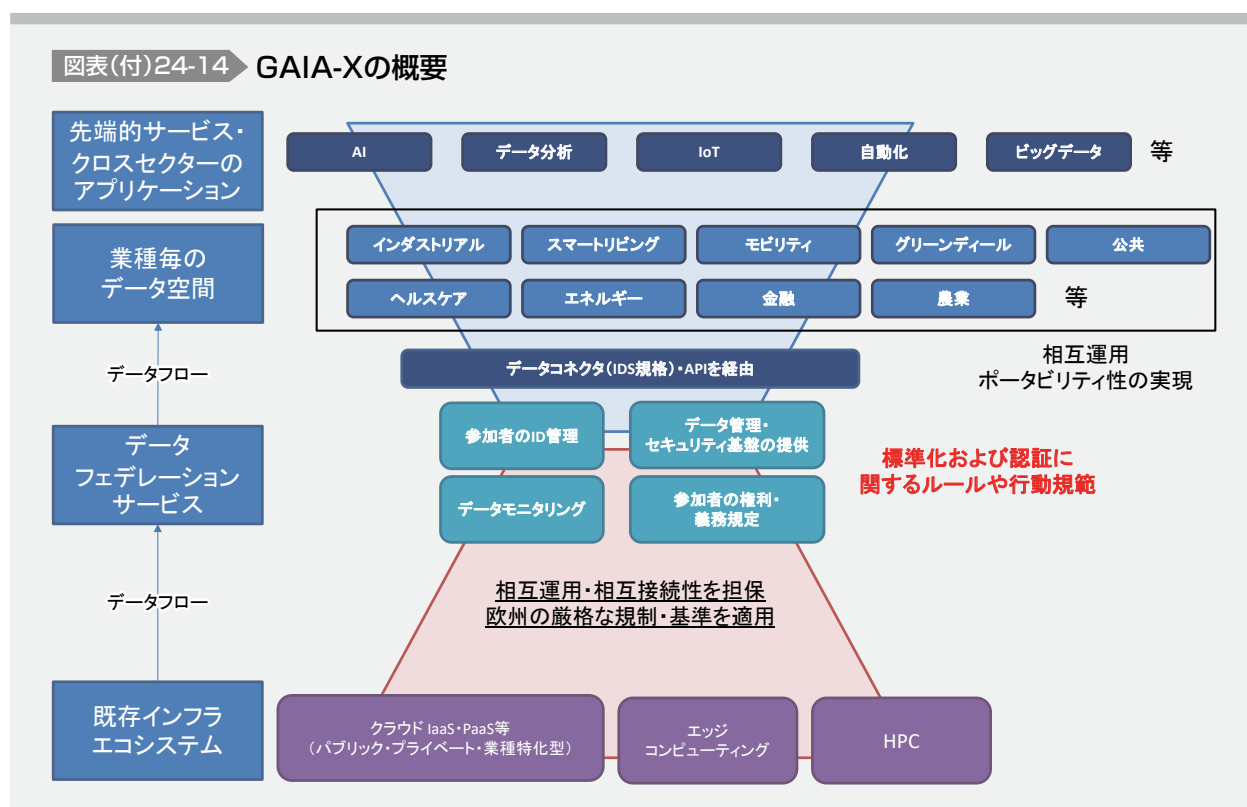 図表(付)24-14 GAIA-Xの概要
先端的サービス・
クロスセクターの
アプリケーション
AI
データ分析
IoT
自動化
ビッグデータ
等
業種毎の
データ空間
インダストリアル
スマートリビング
モビリティ
グリーンディール
公共
ヘルスケア
エネルギー
金融
農業
等
データフロー
データコネクタ(IDS規格)・APIを経由
相互運用
ポータビリティ性の実現
データ
フェデレーション
サービス
参加者のID管理
データ管理・
セキュリティ基盤の提供
データモニタリング
参加者の権利・
義務規定
標準化および認証に
関するルールや行動規範
データフロー
相互運用・相互接続性を担保
欧州の厳格な規制・基準を適用
既存インフラ
エコシステム
クラウド IaaS・PaaS等
(パブリック・プライベート・業種特化型)
エッジ
コンピューティング
HPC